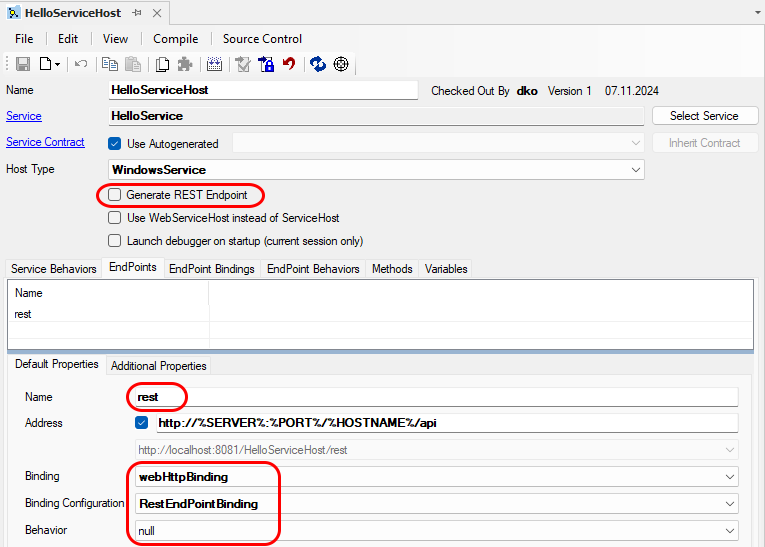 HelloServiceHost
File Edit View Compile Source Control
Name HelloServiceHost Checked Out By dko Version 1 07.11.2024
Service HelloService Select Service
Service Contract Use Autogenerated Inherit Contract
Host Type WindowsService
Generate REST Endpoint
Use WebServiceHost instead of ServiceHost
Launch debugger on startup (current session only)
Service Behaviors EndPoints EndPoint Bindings EndPoint Behaviors Methods Variables
Name
rest
Default Properties Additional Properties
Name rest
Address http://%SERVER%:%PORT%/%HOSTNAME%/api
http://localhost:8081/HelloServiceHost/rest
Binding webHttpBinding
Binding Configuration RestEndPointBinding
Behavior null